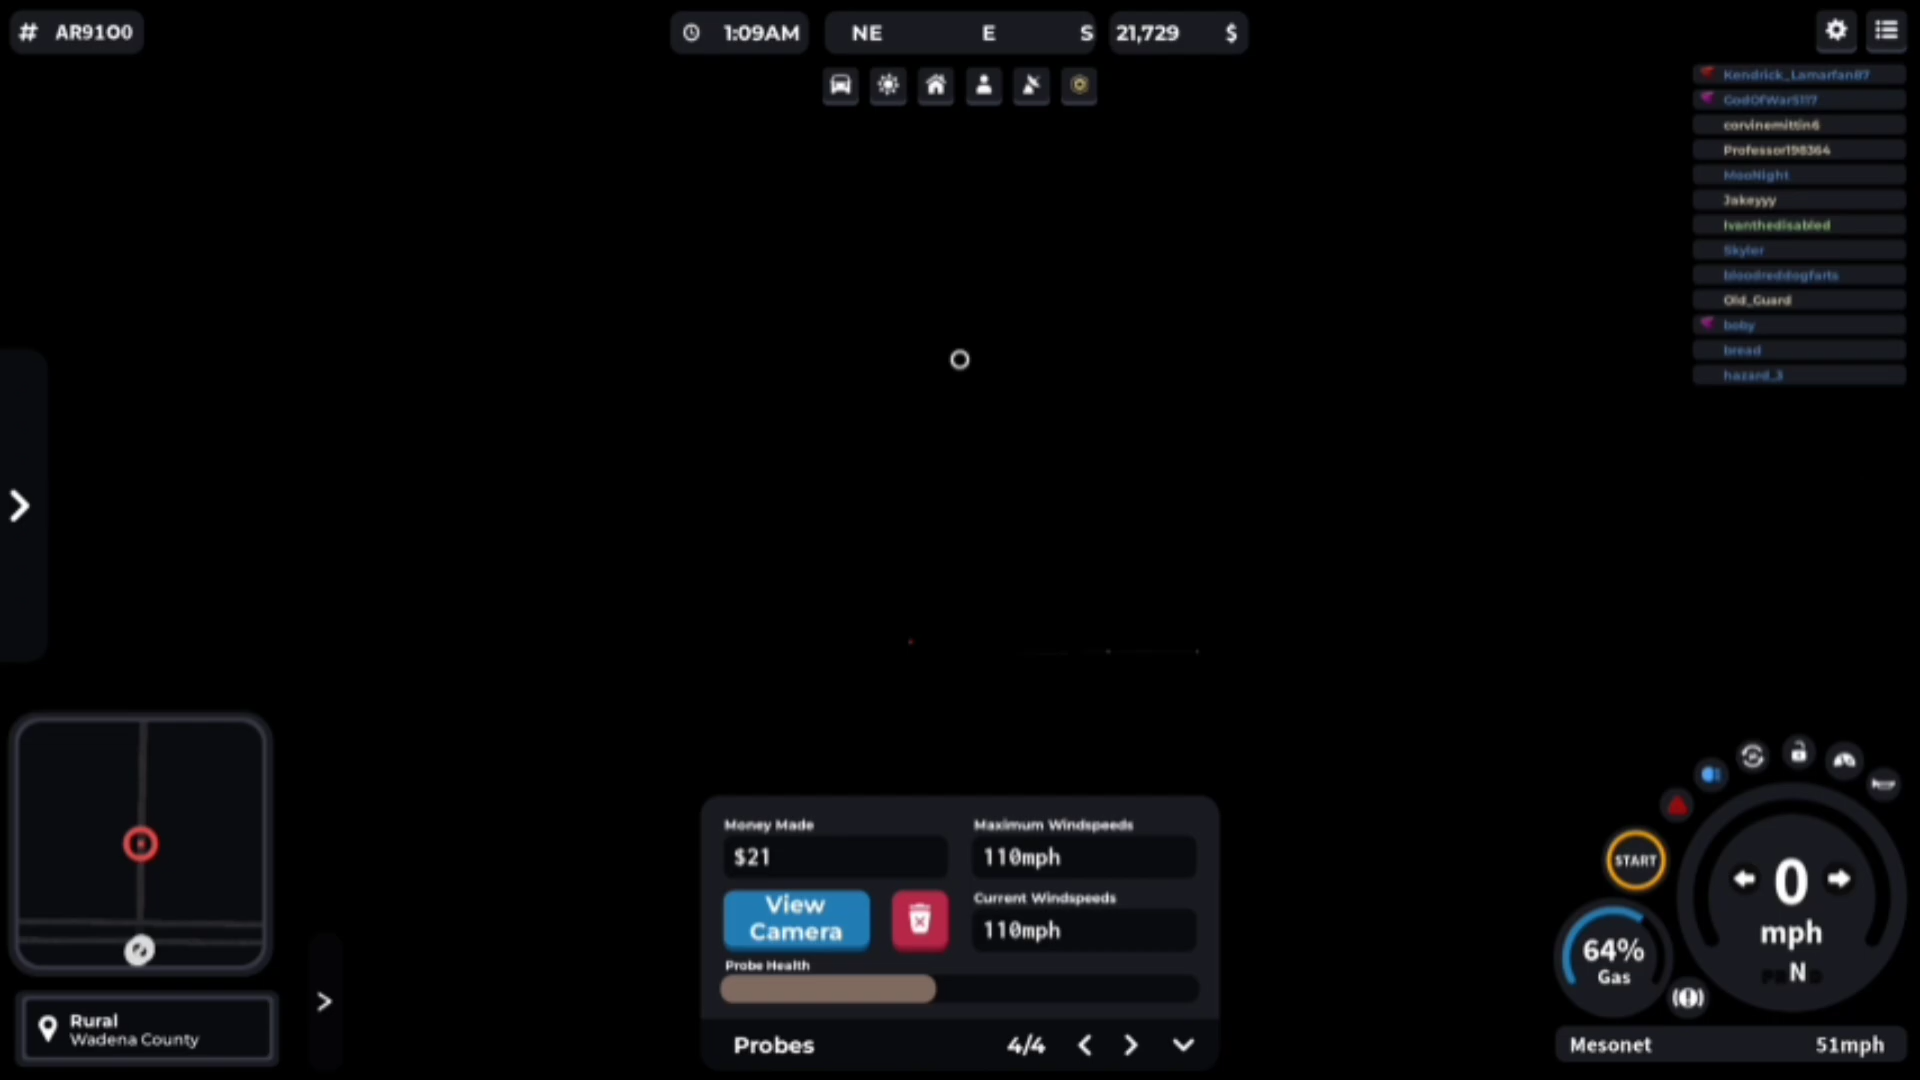 # AR91O0
1:09AM
NE E S
21,729 $
Kendrick_Lamarfan87
GodOfWar5117
corvinemittin6
Professor198364
MooNight
Jakeyyy
Ivanthedisabled
Skyler
bloodreddogfarts
Old_Guard
boby
bread
hazard_3
Money Made
$21
Maximum Windspeeds
110mph
View
Camera
Current Windspeeds
110mph
Probe Health
Probes 4/4
Rural
Wadena County
START
0
mph
N
64%
Gas
Mesonet 51mph